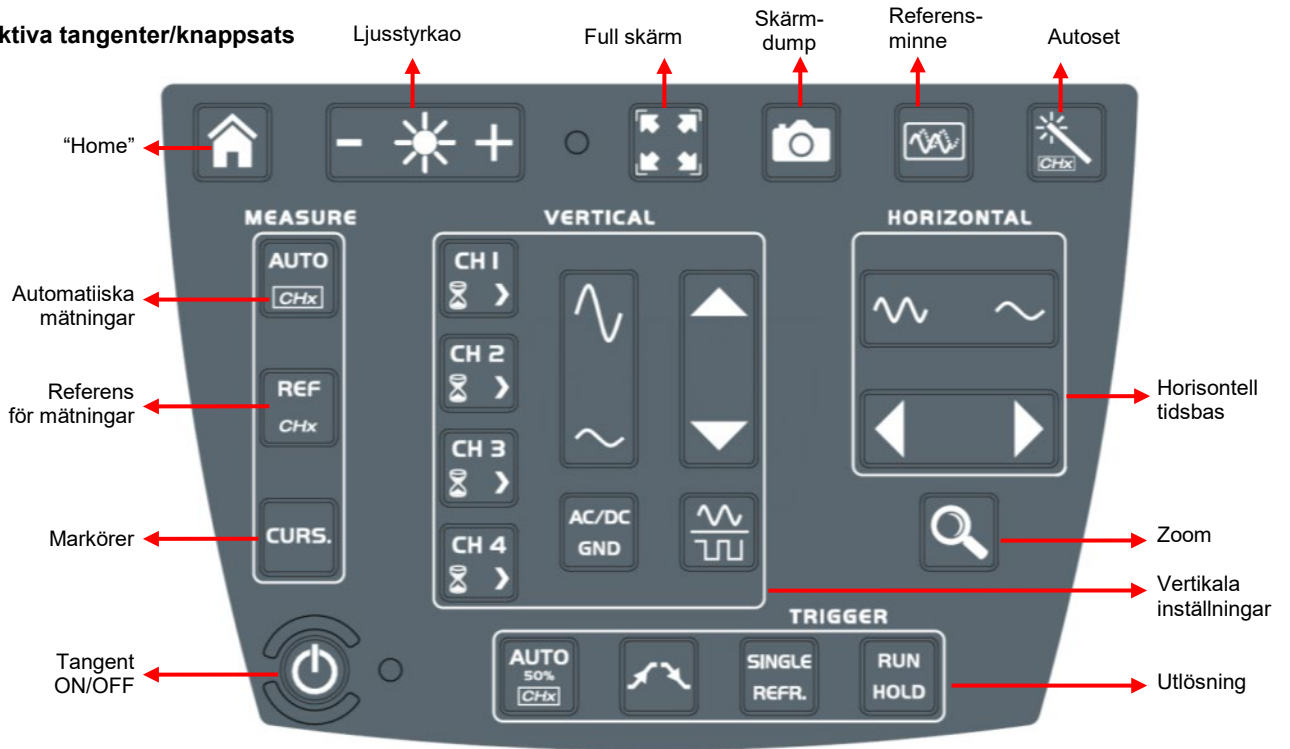 ktiva tangenter/knappsats
Ljusstyrkao
Full skärm
Skärm-
dump
Referens-
minne
Autoset
"Home"
CHx
MEASURE
VERTICAL
HORIZONTAL
AUTO
CHx
Automatiiska
mätningar
REF
CHx
Referens
för mätningar
CURS.
Markörer
CH 1
CH 2
CH 3
CH 4
AC/DC
GND
Horisontell
tidsbas
Zoom
Vertikala
inställningar
TRIGGER
Tangent
ON/OFF
AUTO
50%
CHx
SINGLE
REFR.
RUN
HOLD
Utlösning